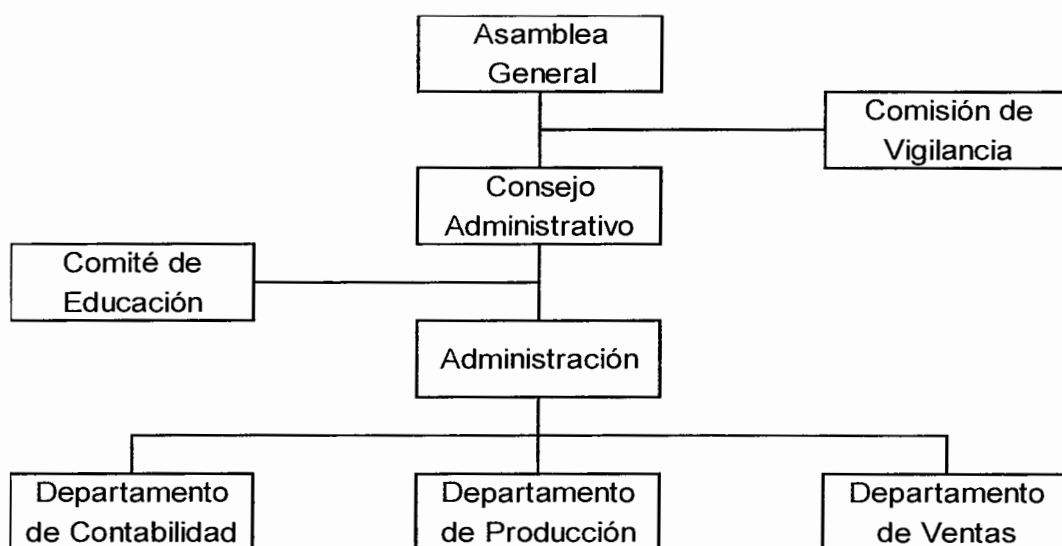 Asamblea
General
Comisión de
Vigilancia
Consejo
Administrativo
Comité de
Educación
Administración
Departamento
de Contabilidad
Departamento
de Producción
Departamento
de Ventas